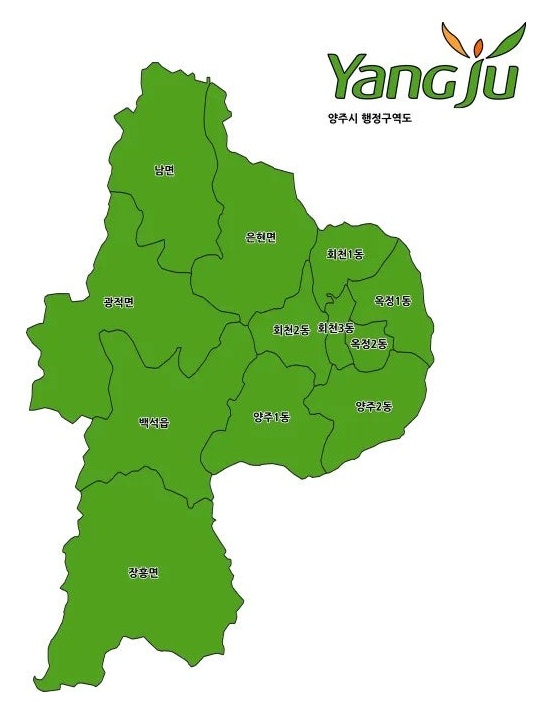 YangJu
양주시 행정구역도
남면
은현면
회천1동
광적면
옥정1동
회천2동
회천3동
옥정2동
백석읍
양주1동
양주2동
장흥면